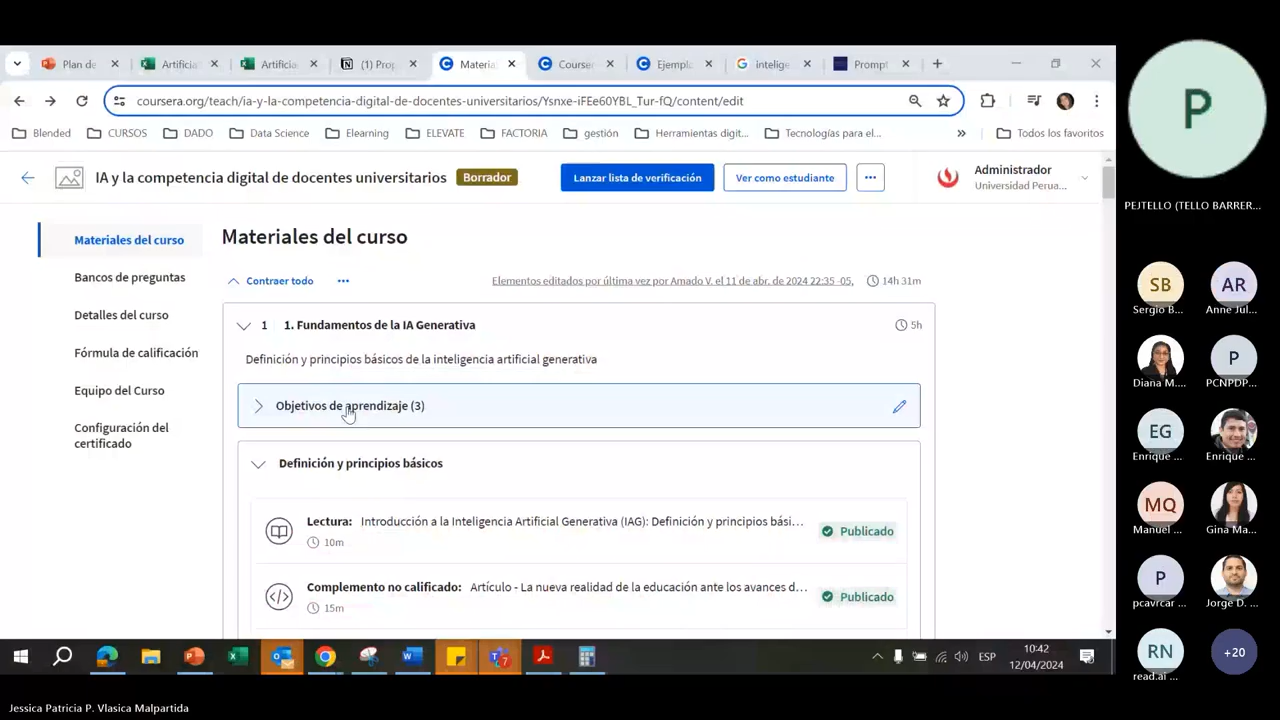 Plan de
Artificia
Artificia
(1) Prop
Materia
Courser
Ejemplo
intelige
Prompt
coursera.org/teach/ia-y-la-competencia-digital-de-docentes-universitarios/Ysnxe-iFEe60YBL_Tur-fQ/content/edit
Blended
CURSOS
DADO
Data Science
Elearning
ELEVATE
FACTORIA
gestión
Herramientas digit...
Tecnologías para el...
»
Todos los favoritos
IA y la competencia digital de docentes universitarios
Borrador
Lanzar lista de verificación
Ver como estudiante
...
Administrador
Universidad Perua...
Materiales del curso
Bancos de preguntas
Detalles del curso
Fórmula de calificación
Equipo del Curso
Configuración del
certificado
Materiales del curso
Contraer todo
...
Elementos editados por última vez por Amado V. el 11 de abr. de 2024 22:35 -05,
14h 31m
1 1. Fundamentos de la IA Generativa
5h
Definición y principios básicos de la inteligencia artificial generativa
Objetivos de aprendizaje (3)
Definición y principios básicos
Lectura: Introducción a la Inteligencia Artificial Generativa (IAG): Definición y principios bási...
10m
Publicado
Complemento no calificado: Artículo - La nueva realidad de la educación ante los avances d...
15m
Publicado
ESP
10:42
12/04/2024
P
PEJTELLO (TELLO BARRER...
SB
Sergio B...
AR
Anne Jul...
Diana M....
P
PCNPDP...
EG
Enrique ...
Enrique ...
MQ
Manuel ...
Gina Ma...
P
pcavrcar ...
Jorge D. ...
RN
read.ai ...
+20
Jessica Patricia P. Vlasica Malpartida